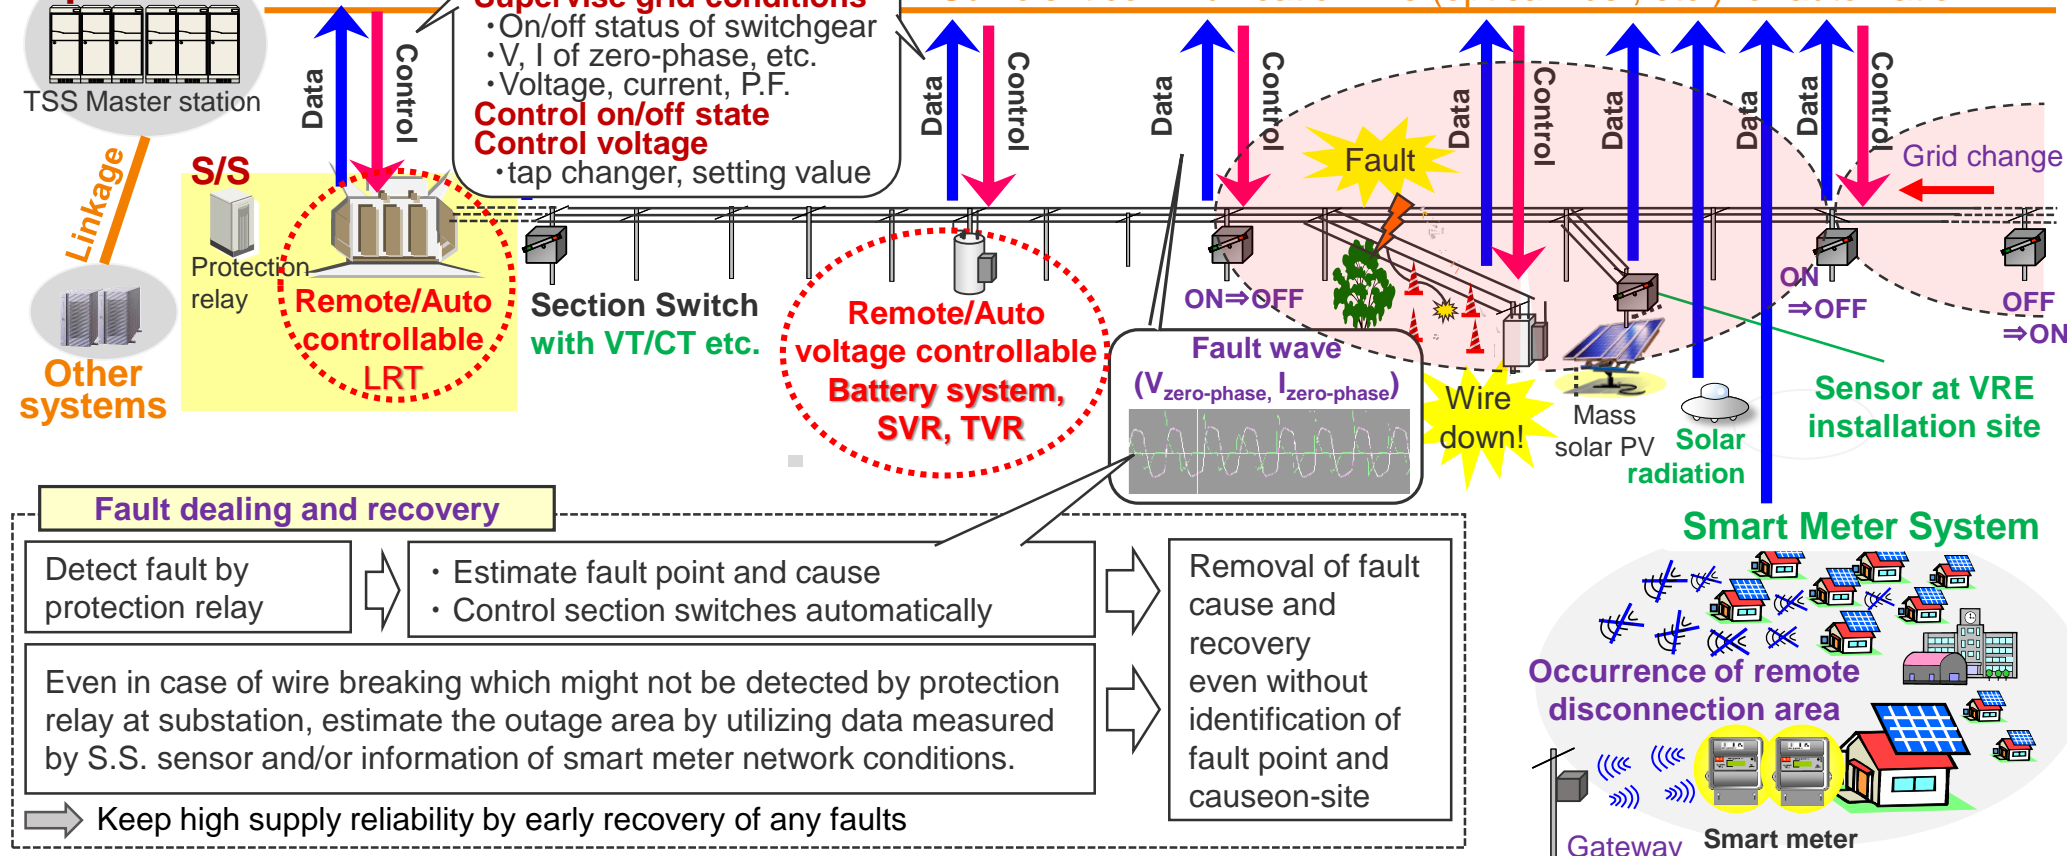 Supervise grid conditions
・On/off status of switchgear
・V, I of zero-phase, etc.
・Voltage, current, P.F.
Control on/off state
Control voltage
・tap changer, setting value
TSS Master station
Linkage
Other
systems
S/S
Protection
relay
Data
Control
Remote/Auto
controllable
LRT
Section Switch
with VT/CT etc.
Data
Control
Remote/Auto
voltage controllable
Battery system,
SVR, TVR
Data
Control
ON⇒OFF
Fault
Data
Control
Data
Data
Data
Control
Grid change
ON
⇒OFF
OFF
⇒ON
Fault wave
(Vzero-phase, Izero-phase)
Wire
down!
Mass
solar PV
Solar
radiation
Sensor at VRE
installation site
Fault dealing and recovery
Detect fault by
protection relay
・Estimate fault point and cause
・Control section switches automatically
Even in case of wire breaking which might not be detected by protection
relay at substation, estimate the outage area by utilizing data measured
by S.S. sensor and/or information of smart meter network conditions.
Removal of fault
cause and
recovery
even without
identification of
fault point and
causeon-site
Keep high supply reliability by early recovery of any faults
Smart Meter System
Occurrence of remote
disconnection area
Gateway
Smart meter